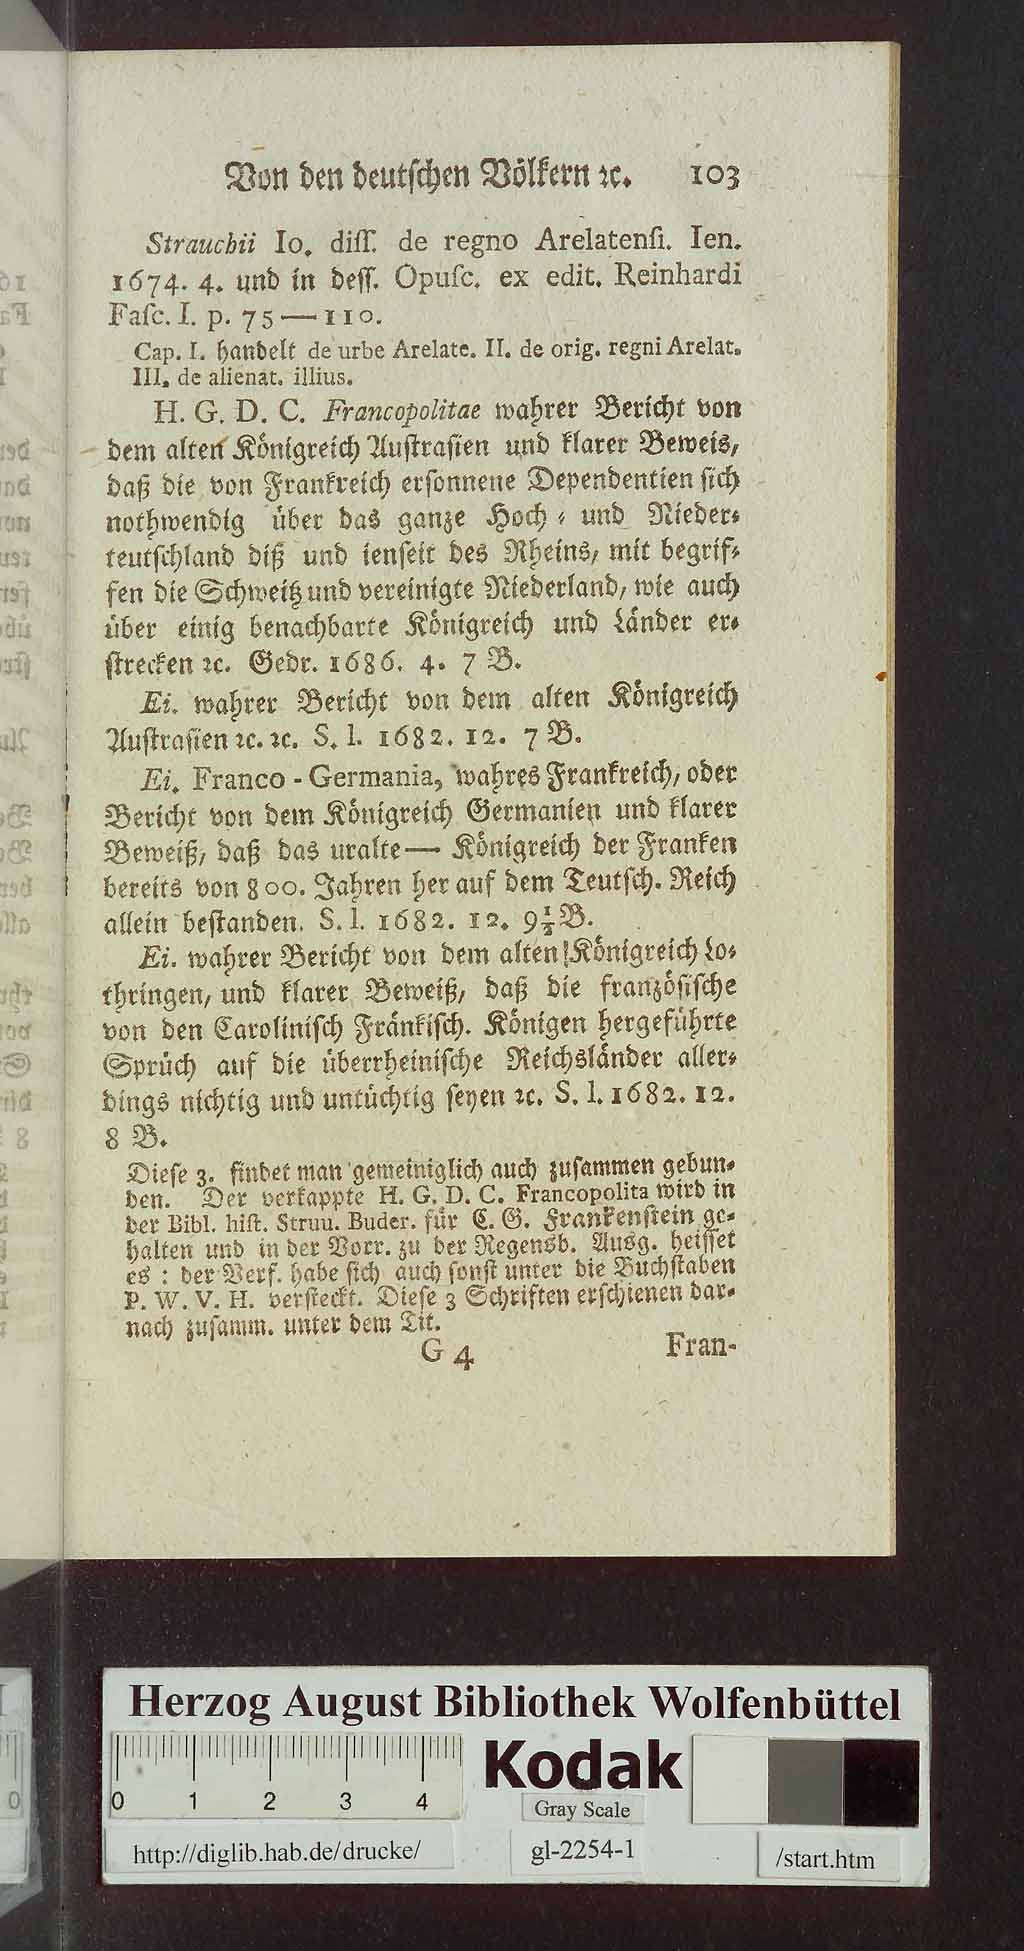 Von den deutschen Völkern ꝛc. 103
Strauchii Io. diſſ. de regno Arelatenſi. Ien.
1674. 4. und in deſſ. Opuſc. ex edit. Reinhardi
Faſc. I. p. 75—110.
Cap. I. handelt de urbe Arelate. II. de orig. regni Arelat.
III. de alienat. illius.
H. G. D. C. Francopolitae wahrer Bericht von
dem alten Königreich Auſtraſien und klarer Beweis,
daß die von Frankreich erſonnene Dependentien ſich
nothwendig über das ganze Hoch- und Nieder-
teutſchland diß und ienſeit des Rheins, mit begrif-
fen die Schweitz und vereinigte Niederland, wie auch
über einig benachbarte Königreich und Länder er-
ſtrecken ꝛc. Gedr. 1686. 4. 7 B.
Ei. wahrer Bericht von dem alten Königreich
Auſtraſien ꝛc. ꝛc. S. l. 1682. 12. 7 B.
Ei. Franco-Germania, wahres Frankreich, oder
Bericht von dem Königreich Germanien und klarer
Beweiß, daß das uralte— Königreich der Franken
bereits von 800. Jahren her auf dem Teutſch. Reich
allein beſtanden. S. l. 1682. 12. 9½ B.
Ei. wahrer Bericht von dem alten Königreich Lo-
thringen, und klarer Beweiß, daß die franzöſiſche
von den Caroliniſch Fränkiſch. Königen hergeführte
Sprüch auf die überrheiniſche Reichsländer aller-
dings nichtig und untüchtig ſeyen ꝛc. S. l. 1682. 12.
8 B.
Dieſe 3. findet man gemeiniglich auch zuſammen gebun-
den. Der verkappte H. G. D. C. Francopolita wird in
der Bibl. hiſt. Struu. Buder. für C. G. Frankenſtein ge-
halten und in der Vorr. zu der Regensb. Ausg. heiſſet
es: der Verf. habe ſich auch ſonſt unter die Buchſtaben
P. W. V. H. verſteckt. Dieſe 3 Schriften erſchienen dar-
nach zuſamm. unter dem Tit.
G 4 Fran-
Herzog August Bibliothek Wolfenbüttel
0 1 2 3 4
Kodak
Gray Scale
http://diglib.hab.de/drucke/ gl-2254-1 /start.htm